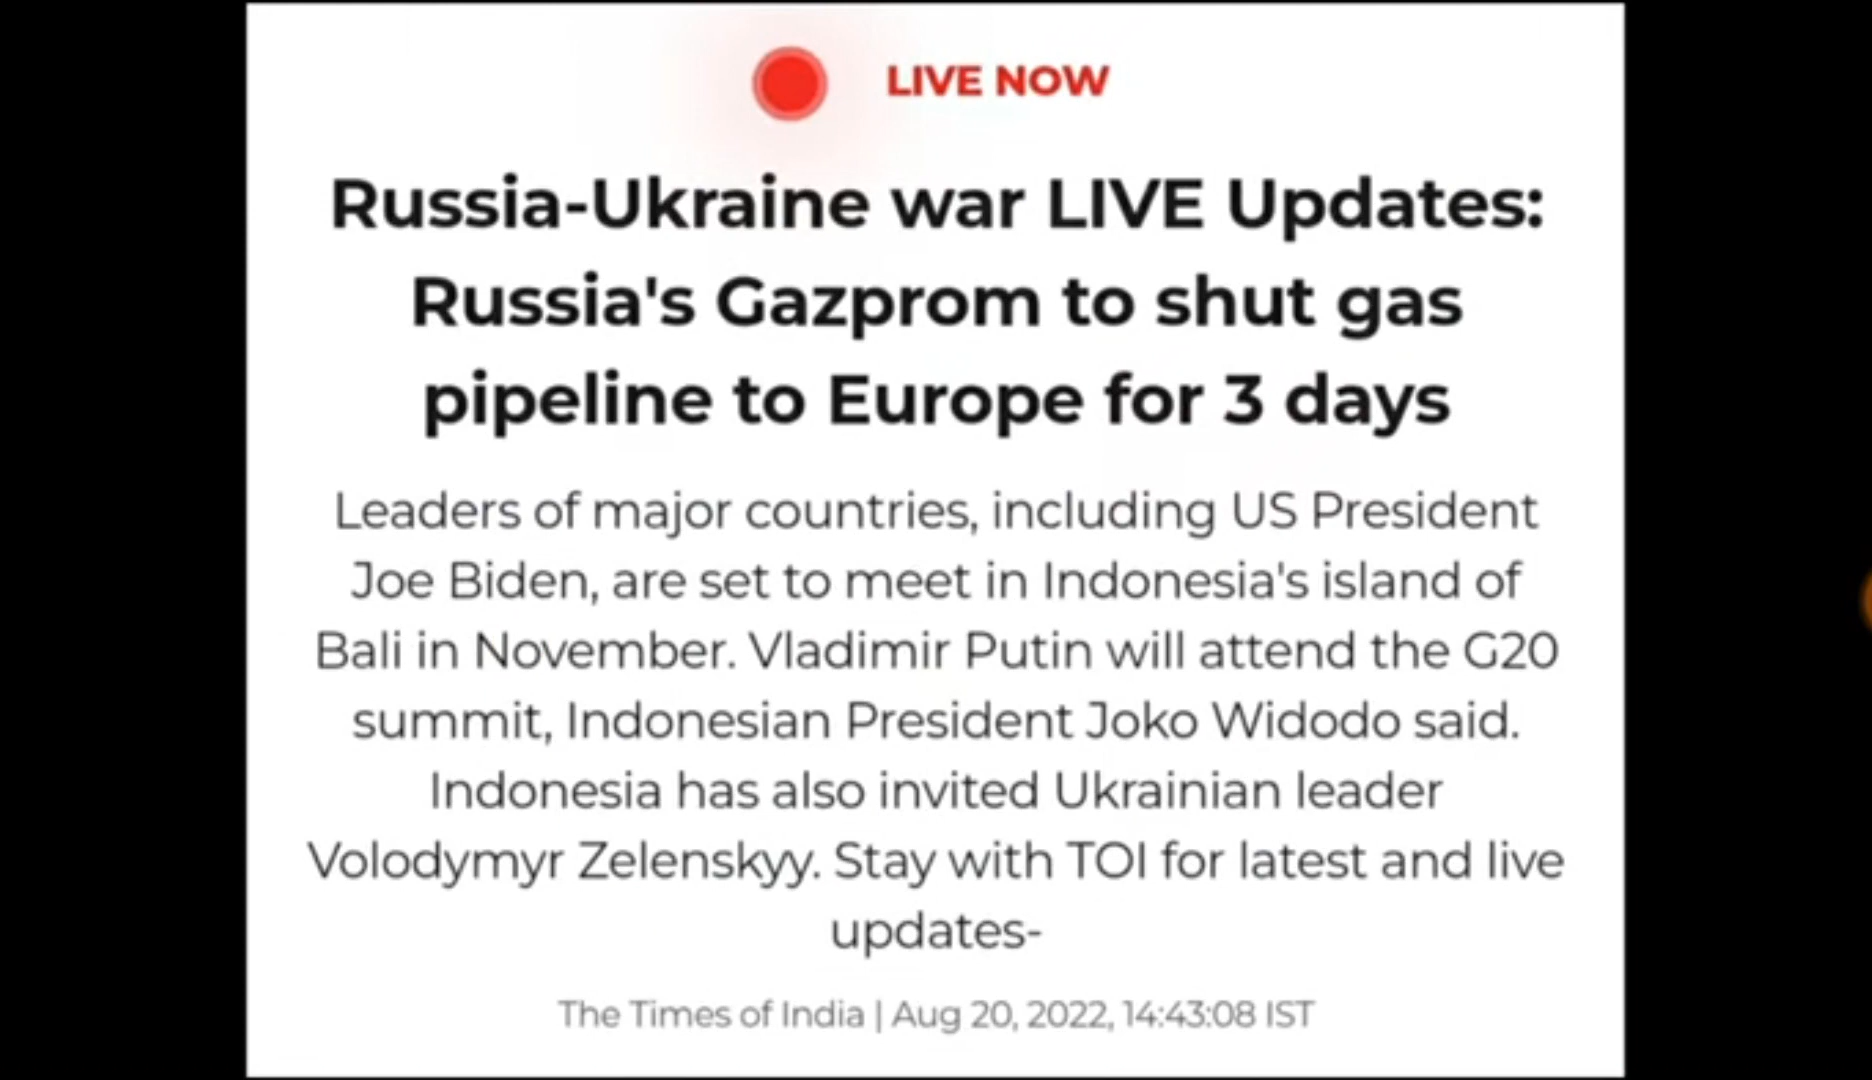 LIVE NOW
Russia-Ukraine war LIVE Updates:
Russia's Gazprom to shut gas
pipeline to Europe for 3 days
Leaders of major countries, including US President
Joe Biden, are set to meet in Indonesia's island of
Bali in November. Vladimir Putin will attend the G20
summit, Indonesian President Joko Widodo said.
Indonesia has also invited Ukrainian leader
Volodymyr Zelenskyy. Stay with TOI for latest and live
updates-
The Times of India | Aug 20, 2022, 14:43:08 IST